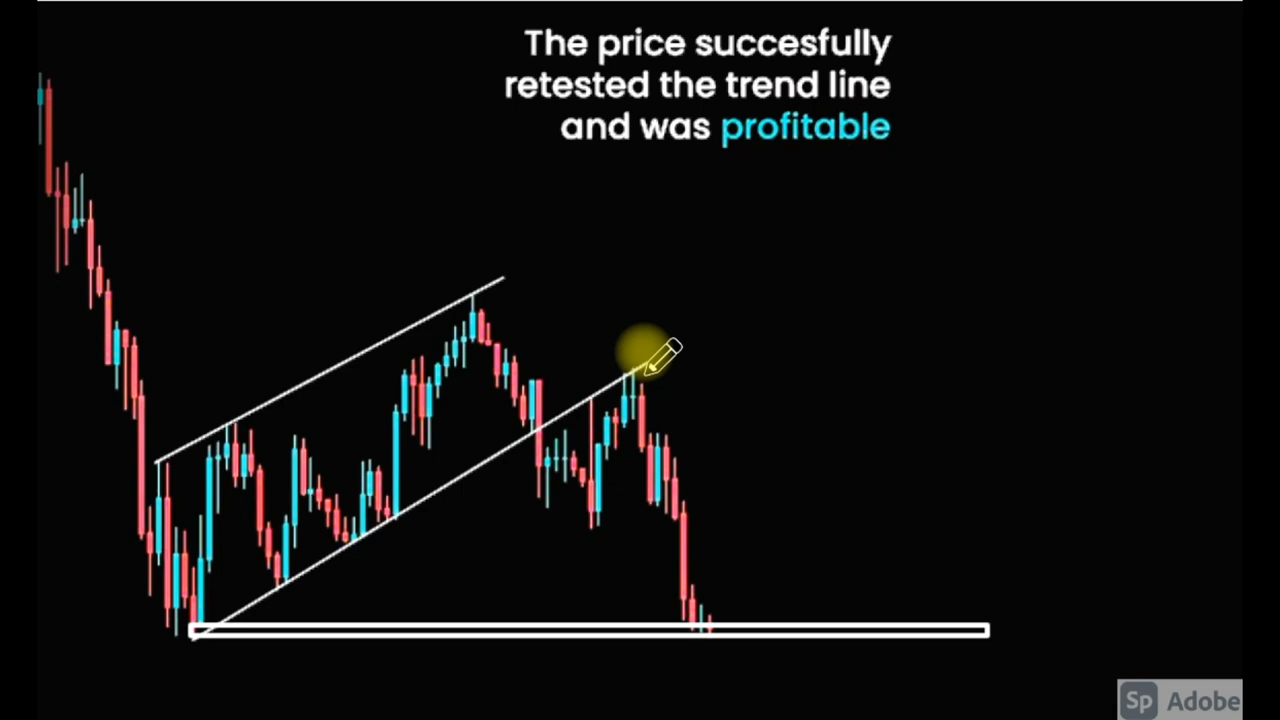 The price succesfully
retested the trend line
and was profitable
Sp Adobe